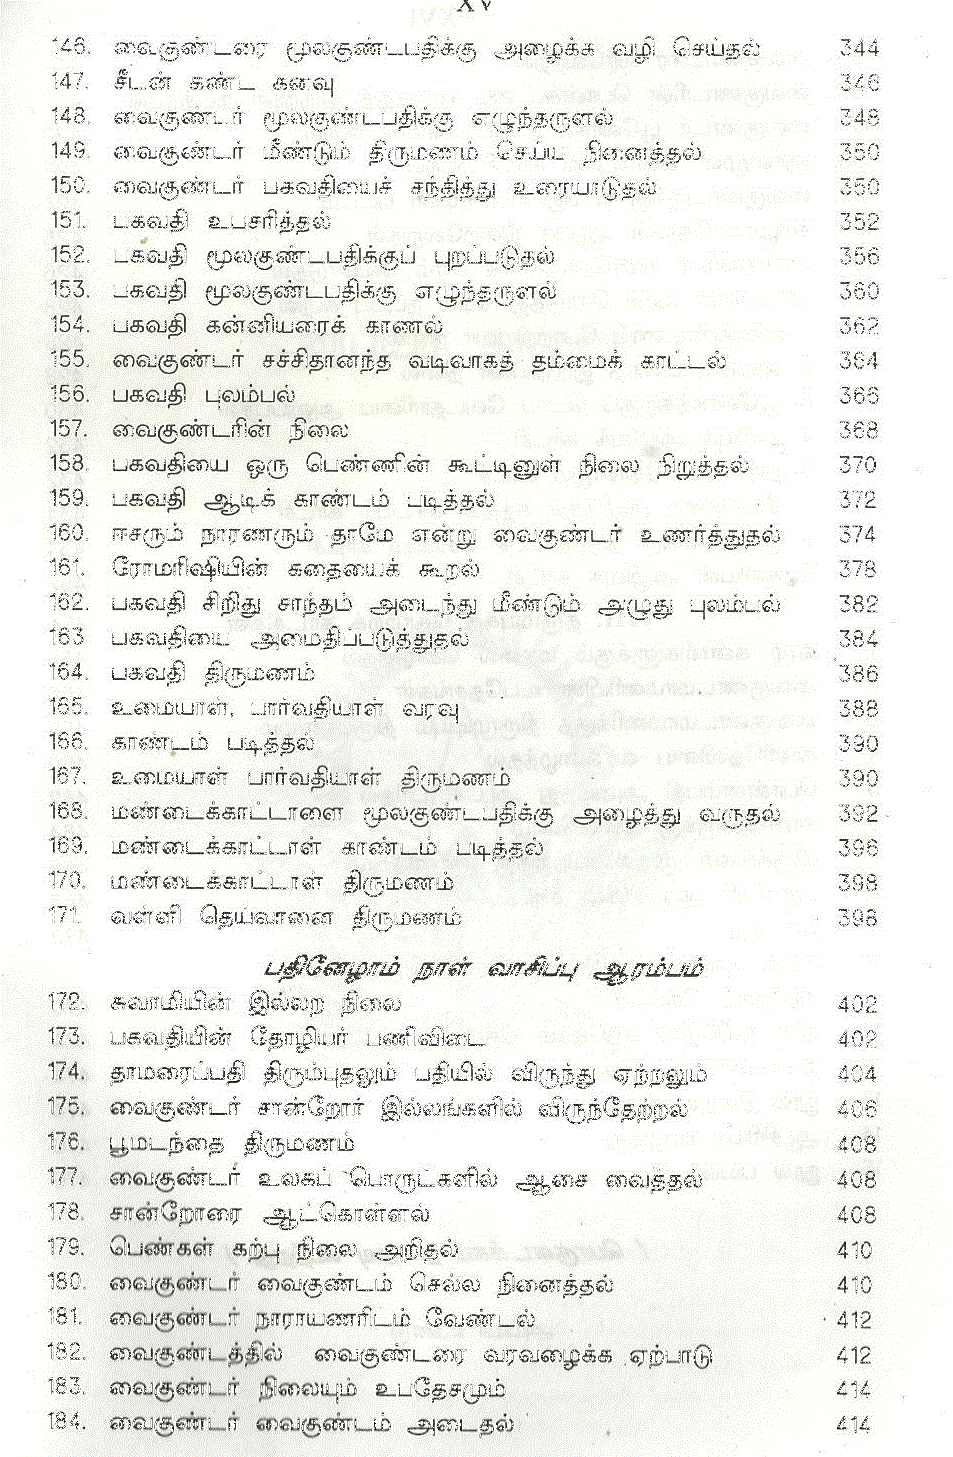 XV
146. வைகுண்டரை மூலகுண்டபதிக்கு அழைக்க வழி செய்தல் 344
147. சீடன் கண்ட கனவு 346
148. வைகுண்டர் மூலகுண்டபதிக்கு எழுந்தருளல் 348
149. வைகுண்டர் மீண்டும் திருமணம் செய்ய நினைத்தல் 350
150. வைகுண்டர் பகவதியைச் சந்தித்து உரையாடுதல் 350
151. பகவதி உபசரித்தல் 352
152. பகவதி மூலகுண்டபதிக்குப் புறப்படுதல் 356
153. பகவதி மூலகுண்டபதிக்கு எழுந்தருளல் 360
154. பகவதி கன்னியரைக் காணல் 362
155. வைகுண்டர் சச்சிதானந்த வடிவாகத் தம்மைக் காட்டல் 364
156. பகவதி புலம்பல் 366
157. வைகுண்டரின் நிலை 368
158. பகவதியை ஒரு பெண்ணின் கூட்டினுள் நிலை நிறுத்தல் 370
159. பகவதி ஆடிக் காண்டம் படித்தல் 372
160. ஈசரும் நாரணரும் தாமே என்று வைகுண்டர் உணர்த்துதல் 374
161. ரோமரிஷியின் கதையைக் கூறல் 378
162. பகவதி சிறிது சாந்தம் அடைந்து மீண்டும் அழுது புலம்பல் 382
163 பகவதியை அமைதிப்படுத்துதல் 384
164. பகவதி திருமணம் 386
165. உமையாள், பார்வதியாள் வரவு 388
166. காண்டம் படித்தல் 390
167. உமையாள் பார்வதியாள் திருமணம் 390
168. மண்டைக்காட்டாளை மூலகுண்டபதிக்கு அழைத்து வருதல் 392
169. மண்டைக்காட்டாள் காண்டம் படித்தல் 396
170. மண்டைக்காட்டாள் திருமணம் 398
171. வள்ளி தெய்வானை திருமணம் 398
பதினேழாம் நாள் வாசிப்பு ஆரம்பம்
172. சுவாமியின் இல்லற நிலை 402
173. பகவதியின் தோழியர் பணிவிடை 402
174. தாமரைப்பதி திரும்புதலும் பதியில் விருந்து ஏற்றலும் 404
175. வைகுண்டர் சான்றோர் இல்லங்களில் விருந்தேற்றல் 406
176. பூமடந்தை திருமணம் 408
177. வைகுண்டர் உலகப் பொருட்களில் ஆசை வைத்தல் 408
178. சான்றோரை ஆட்கொள்ளல் 408
179. பெண்கள் கற்பு நிலை அறிதல் 410
180. வைகுண்டர் வைகுண்டம் செல்ல நினைத்தல் 410
181. வைகுண்டர் நாராயணரிடம் வேண்டல் 412
182. வைகுண்டத்தில் வைகுண்டரை வரவழைக்க ஏற்பாடு 412
183. வைகுண்டர் நிலையும் உபதேசமும் 414
184. வைகுண்டர் வைகுண்டம் அடைதல் 414